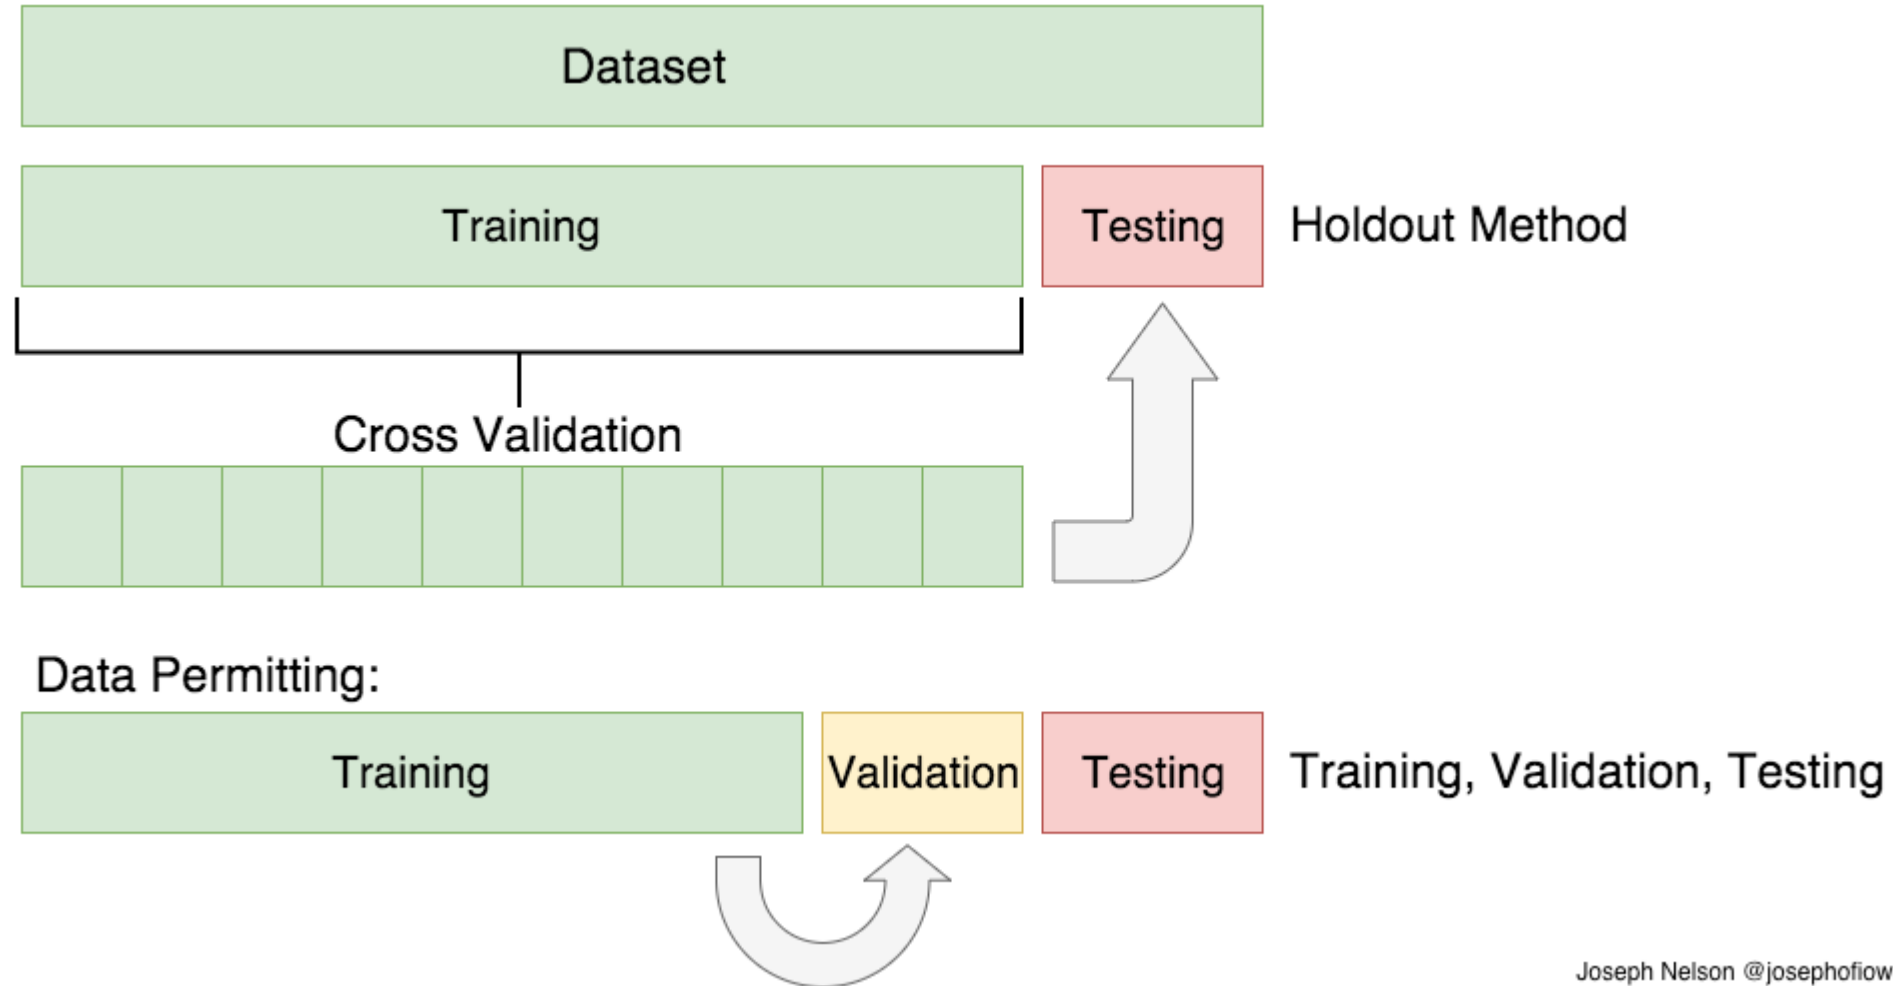 Dataset
Training
Testing
Holdout Method
Cross Validation
Data Permitting:
Training
Validation
Testing
Training, Validation, Testing
Joseph Nelson @josephofiow